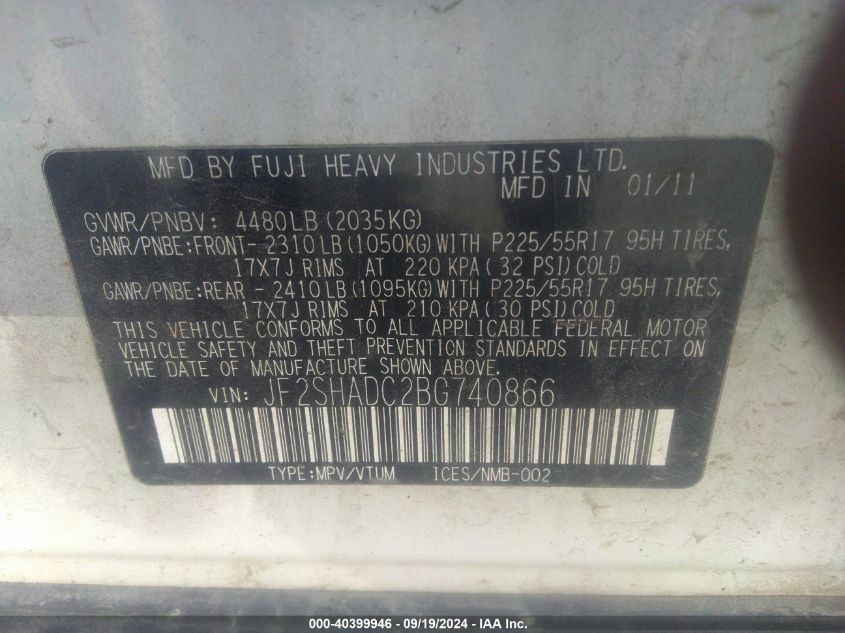 MFD BY FUJI HEAVY INDUSTRIES LTD.
MFD IN 01/11
GVWR/PNBV: 4480LB(2035KG)
GAWR/PNBE:FRONT- 2310LB(1050KG)WITH P225/55R17 95H TIRES,
17X7J RIMS AT 220 KPA(32 PSI)COLD
GAWR/PNBE:REAR - 2410LB(1095KG)WITH P225/55R17 95H TIRES,
17X7J RIMS AT 210 KPA(30 PSI)COLD
THIS VEHICLE CONFORMS TO ALL APPLICABLE FEDERAL MOTOR
VEHICLE SAFETY AND THEFT PREVENTION STANDARDS IN EFFECT ON
THE DATE OF MANUFACTURE SHOWN ABOVE.
VIN: JF2SHADC2BG740866
TYPE:MPV/VTUM ICES/NMB-002
000-40399946 - 09/19/2024 - IAA Inc.